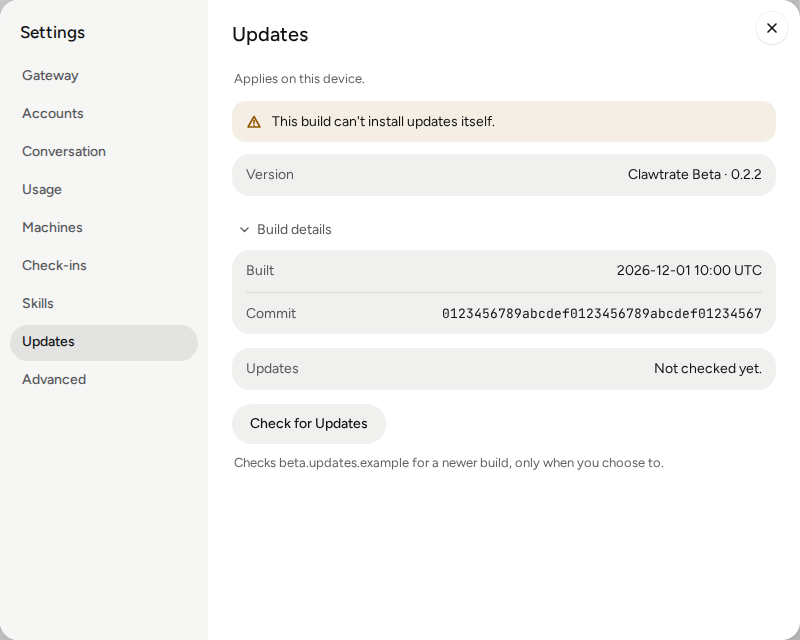 Settings
Gateway
Accounts
Conversation
Usage
Machines
Check-ins
Skills
Updates
Advanced
Updates
Applies on this device.
This build can't install updates itself.
Version Clawtrate Beta · 0.2.2
Build details
Built 2026-12-01 10:00 UTC
Commit 0123456789abcdef0123456789abcdef01234567
Updates Not checked yet.
Check for Updates
Checks beta.updates.example for a newer build, only when you choose to.